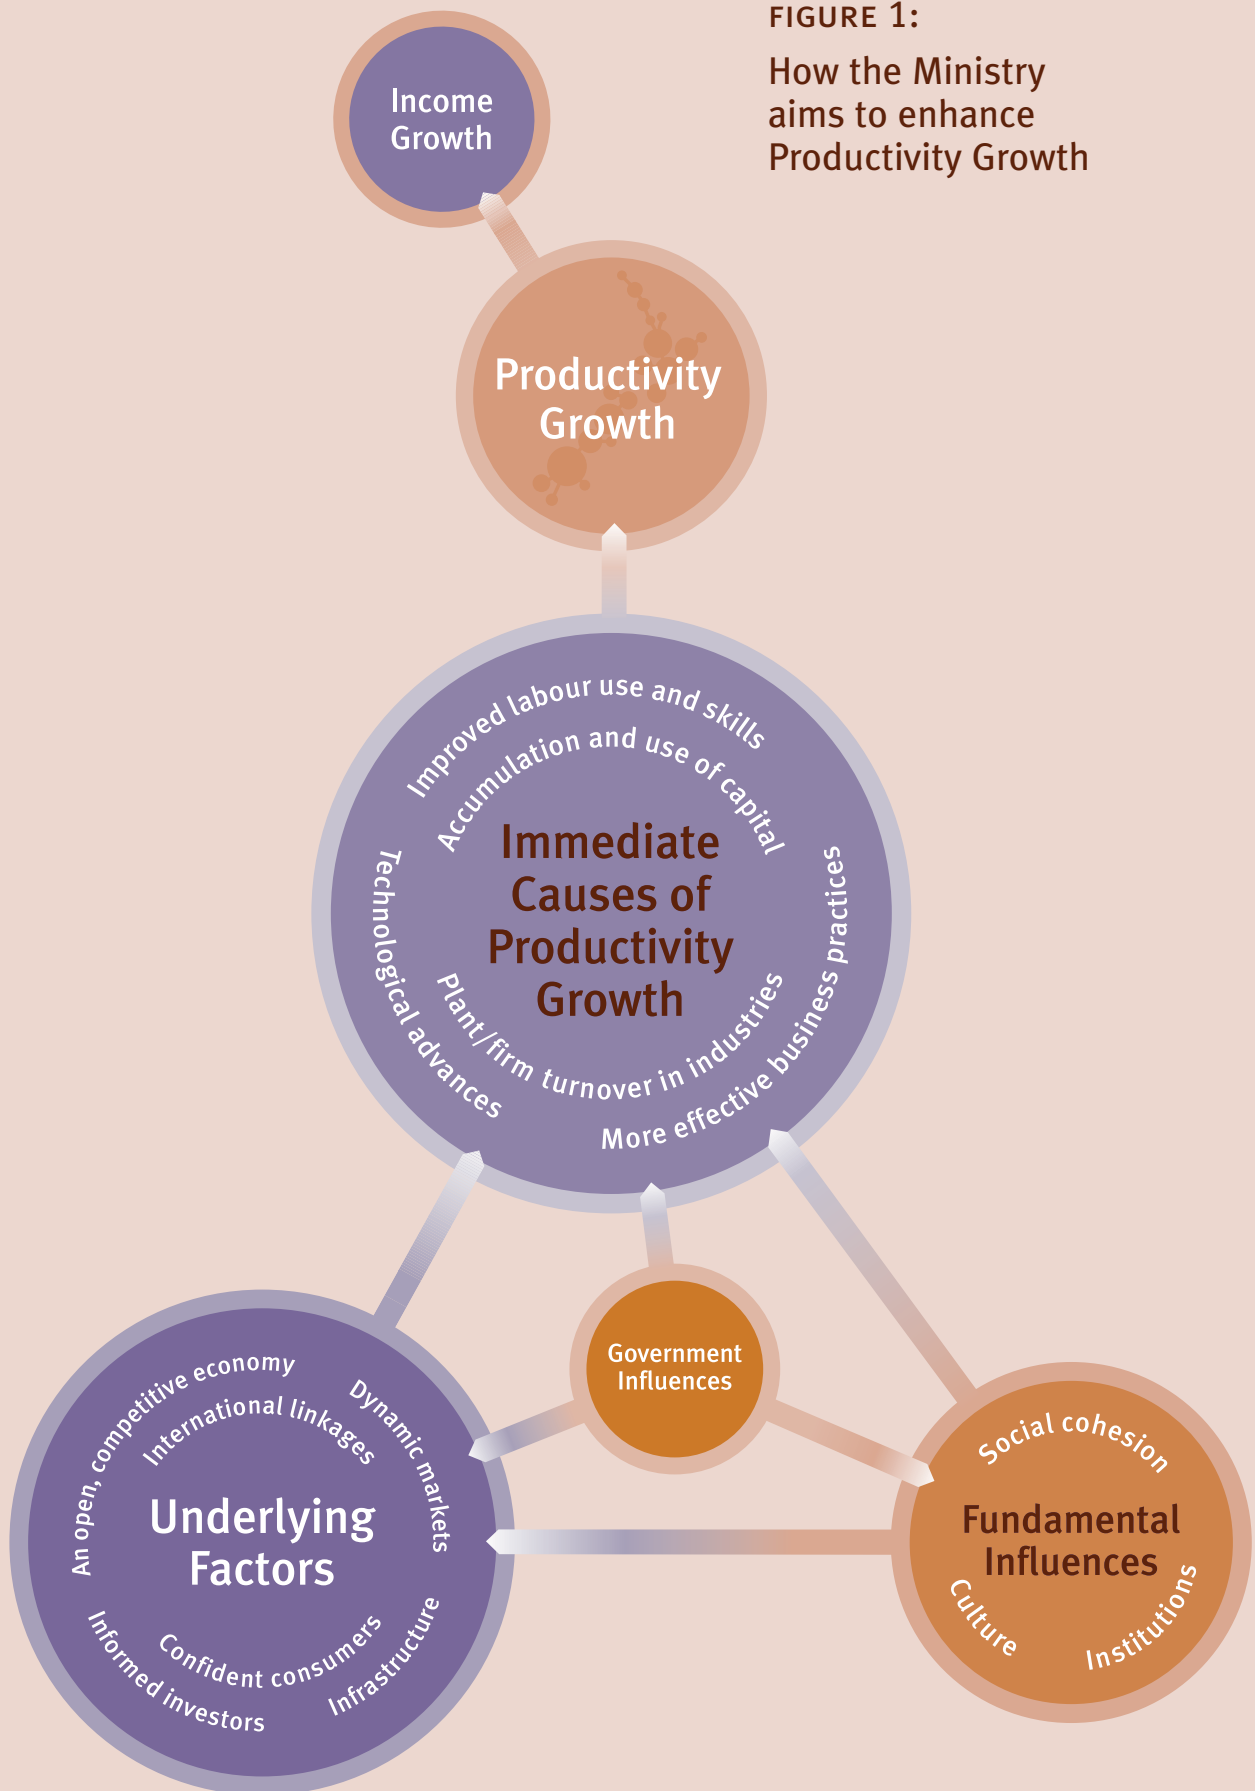 FIGURE 1:
How the Ministry
aims to enhance
Productivity Growth
Income
Growth
Productivity
Growth
Improved labour use and skills
Accumulation and use of capital
Immediate
Causes of
Productivity
Growth
Technological advances
Plant/firm turnover in industries
More effective business practices
Government
Influences
An open, competitive economy
International linkages
Dynamic markets
Underlying
Factors
Informed investors
Confident consumers
Infrastructure
Social cohesion
Fundamental
Influences
Culture
Institutions